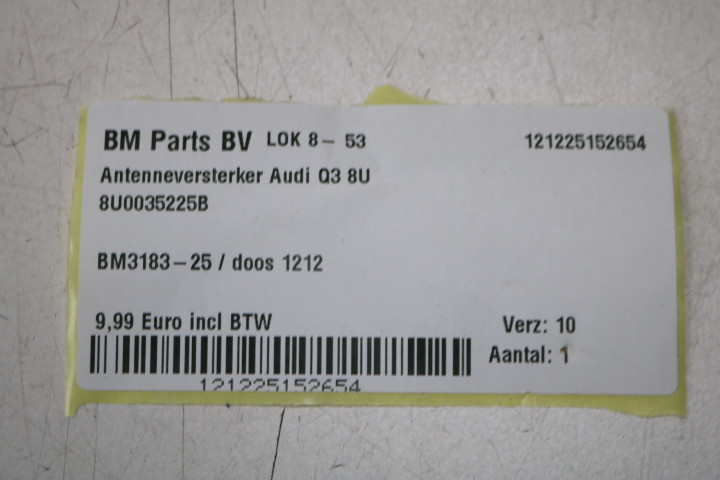 BM Parts BV LOK 8- 53 121225152654
Antenneversterker Audi Q3 8U
8U0035225B
BM3183-25 / doos 1212
9,99 Euro incl BTW Verz: 10
Aantal: 1
121225152654